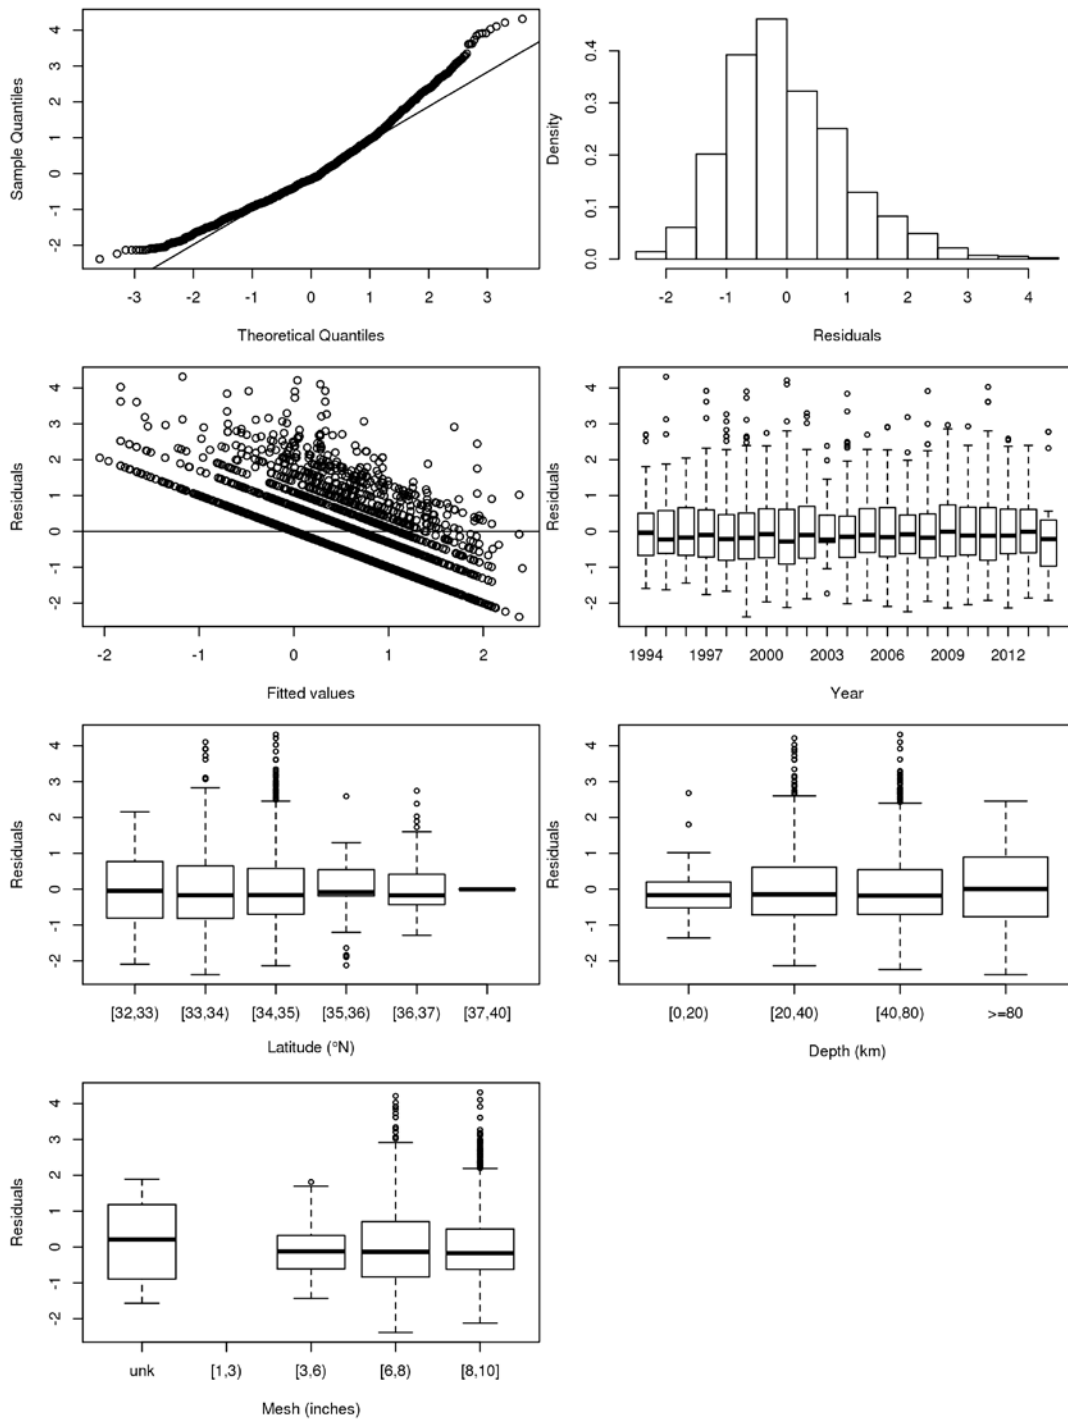 Sample Quantiles
-2 -1 0 1 2 3 4
-3 -2 -1 0 1 2 3
Theoretical Quantiles
Density
0.0 0.1 0.2 0.3 0.4
-2 -1 0 1 2 3 4
Residuals
Residuals
-2 -1 0 1 2 3 4
-2 -1 0 1 2
Fitted values
Residuals
-2 -1 0 1 2 3 4
1994 1997 2000 2003 2006 2009 2012
Year
Residuals
-2 -1 0 1 2 3 4
[32,33) [33,34) [34,35) [35,36) [36,37) [37,40]
Latitude (°N)
Residuals
-2 -1 0 1 2 3 4
[0,20) [20,40) [40,80) >=80
Depth (km)
Residuals
-2 -1 0 1 2 3 4
unk [1,3) [3,6) [6,8) [8,10]
Mesh (inches)